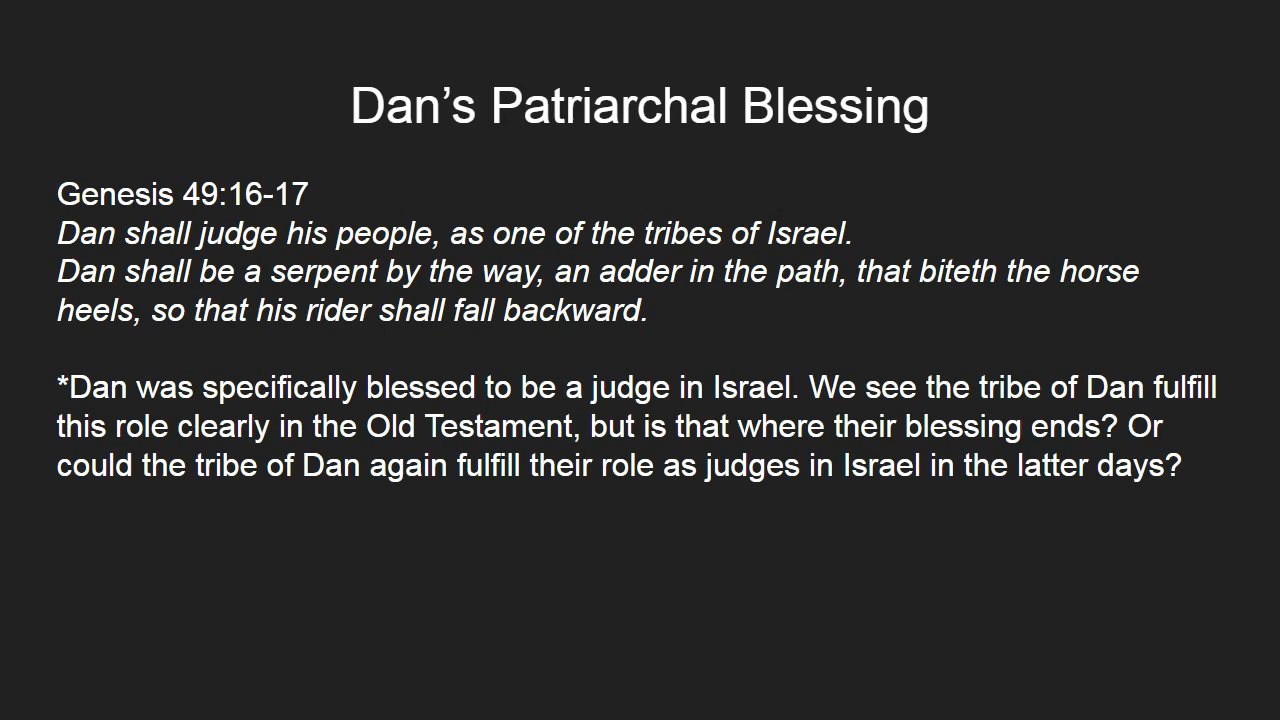 Dan’s Patriarchal Blessing
Genesis 49:16-17
Dan shall judge his people, as one of the tribes of Israel.
Dan shall be a serpent by the way, an adder in the path, that biteth the horse
heels, so that his rider shall fall backward.
*Dan was specifically blessed to be a judge in Israel. We see the tribe of Dan fulfill
this role clearly in the Old Testament, but is that where their blessing ends? Or
could the tribe of Dan again fulfill their role as judges in Israel in the latter days?